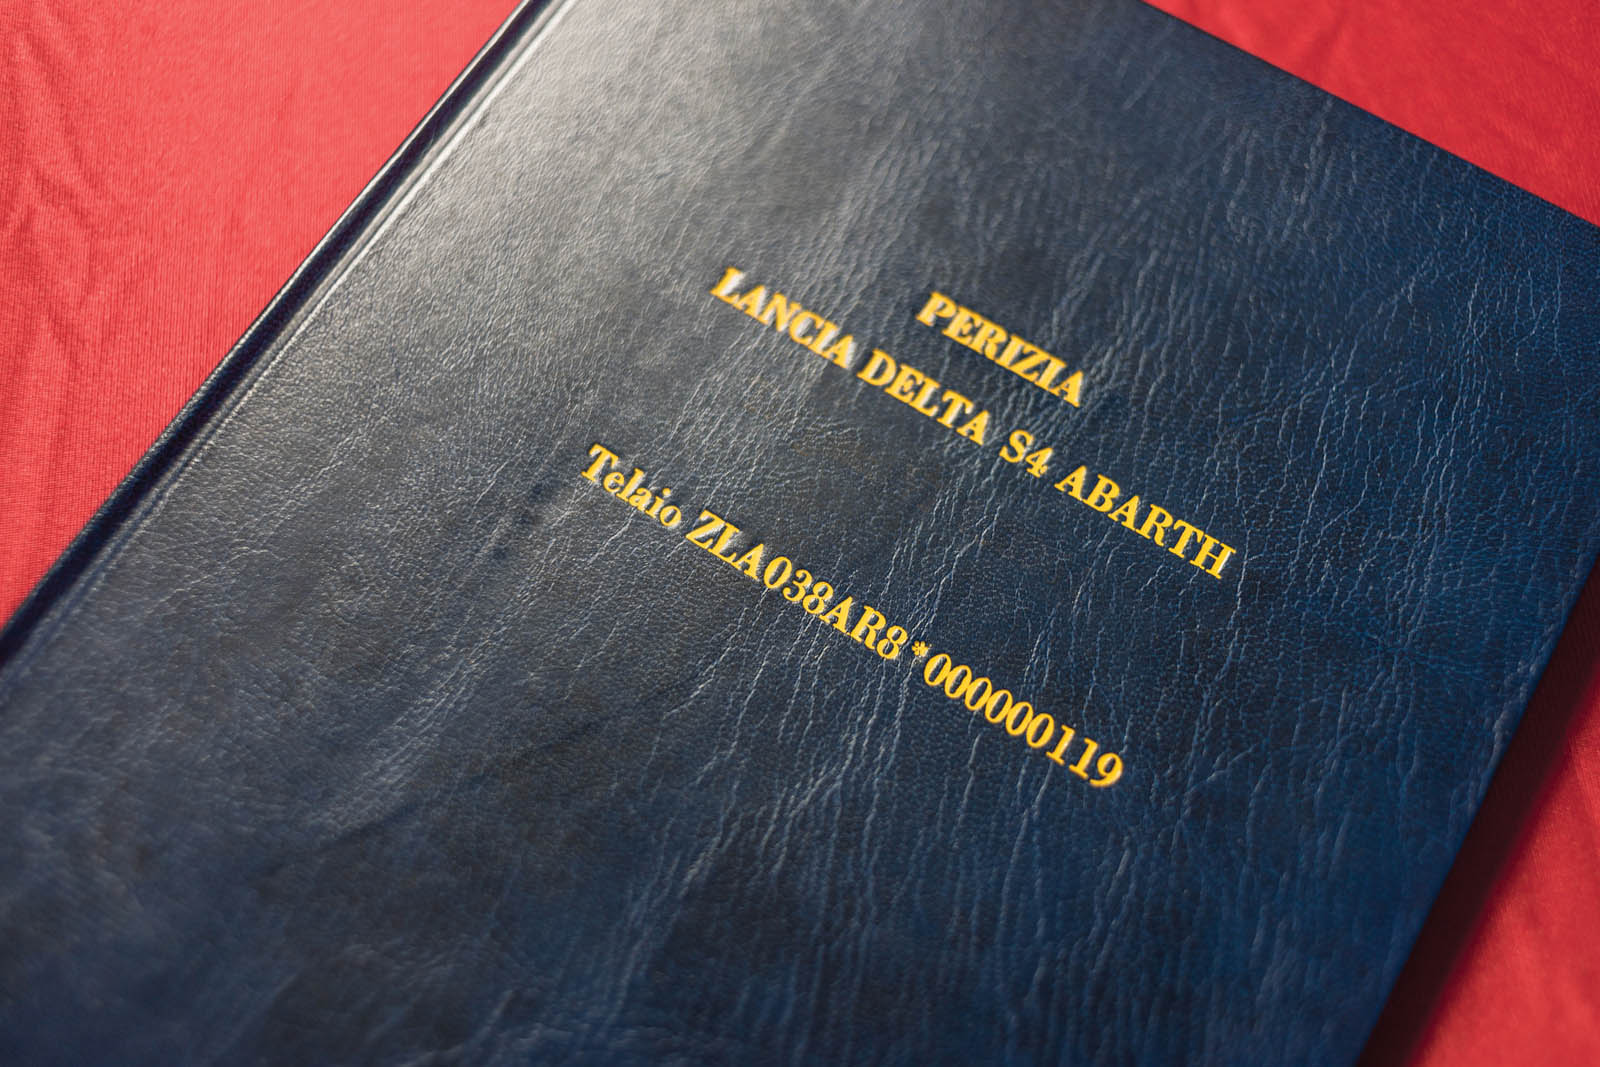 PERIZIA
LANCIA DELTA S4 ABARTH
Telaio ZLA038AR8*000000119